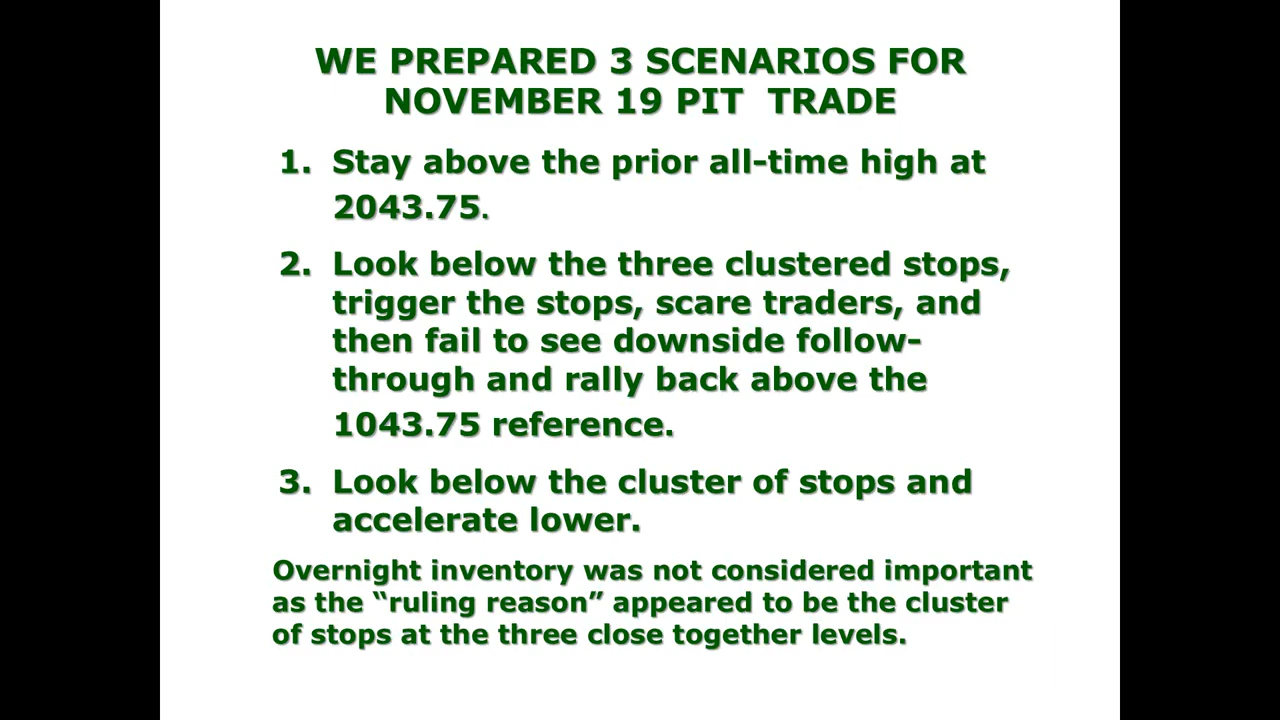 WE PREPARED 3 SCENARIOS FOR
NOVEMBER 19 PIT  TRADE
1. Stay above the prior all-time high at
2043.75.
2. Look below the three clustered stops,
trigger the stops, scare traders, and
then fail to see downside follow-
through and rally back above the
1043.75 reference.
3. Look below the cluster of stops and
accelerate lower.
Overnight inventory was not considered important
as the “ruling reason” appeared to be the cluster
of stops at the three close together levels.